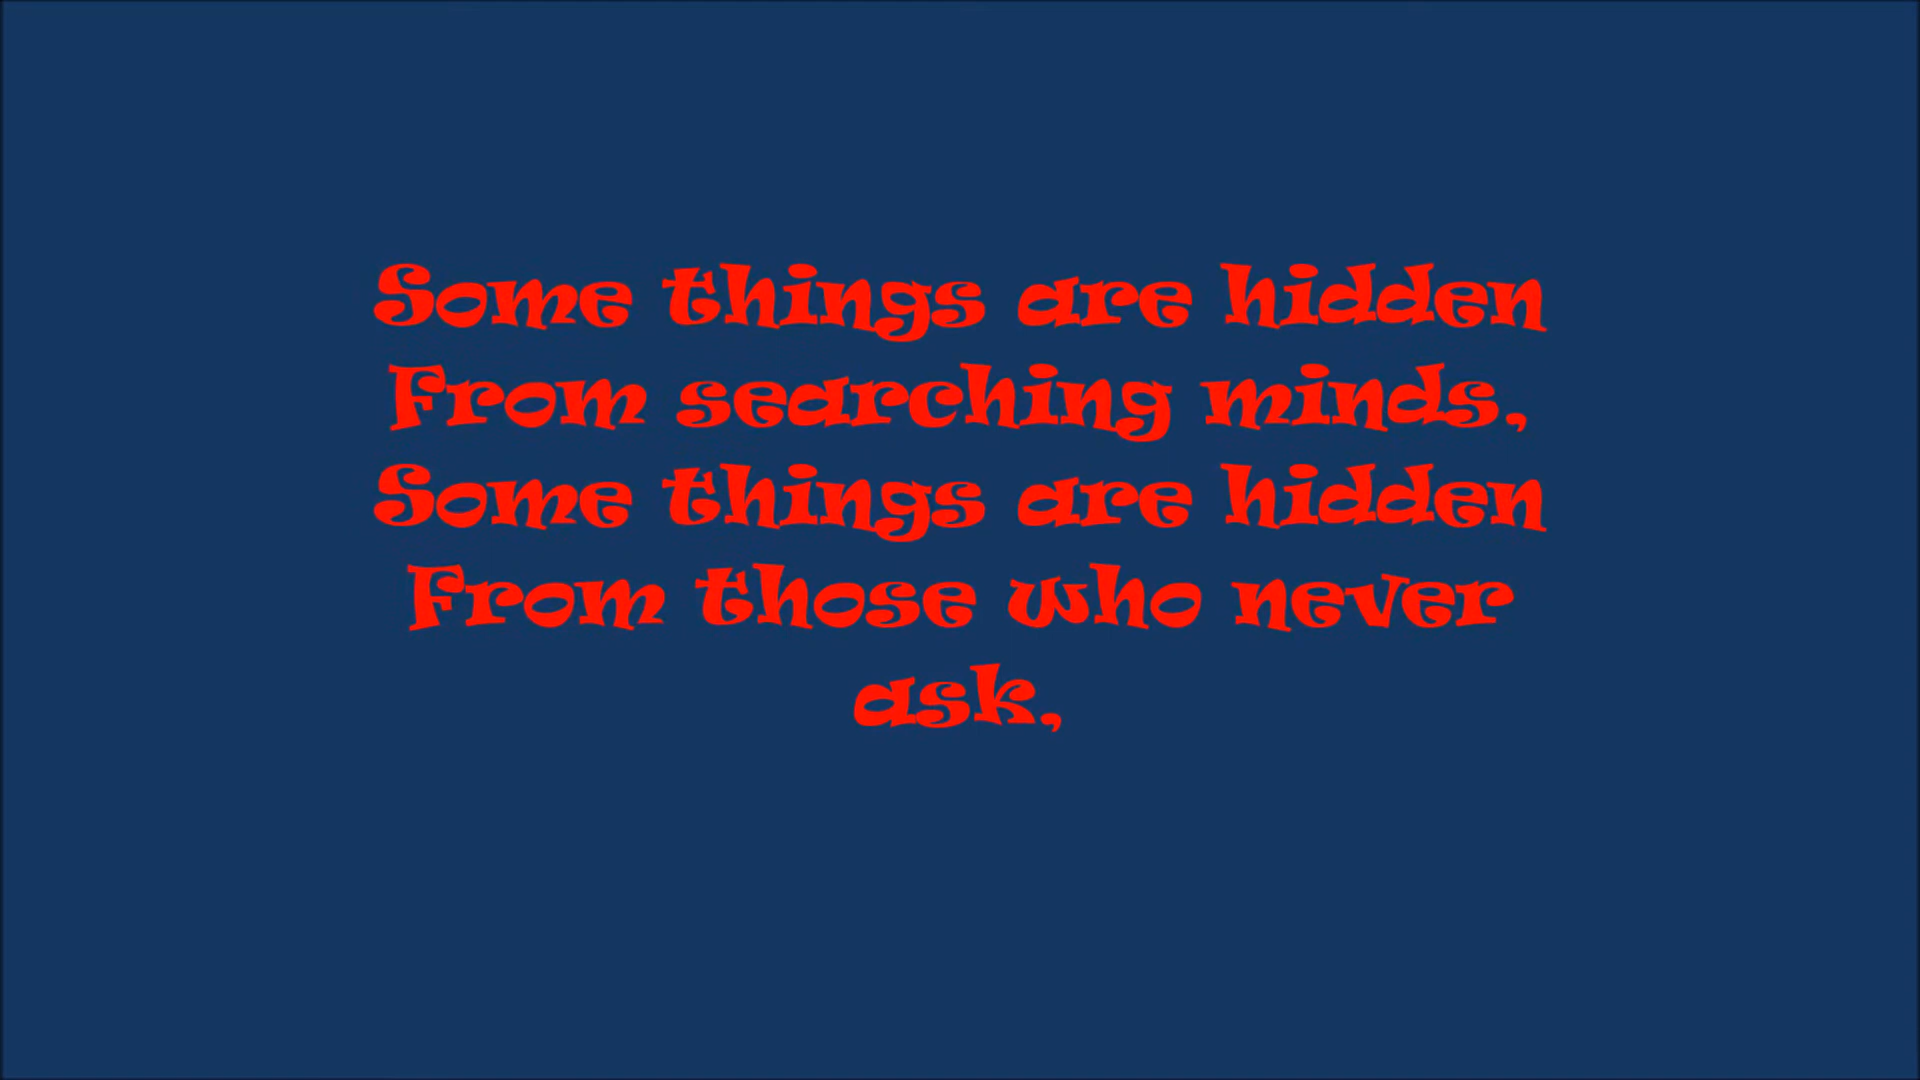 Some things are hidden
From searching minds,
Some things are hidden
From those who never
ask,